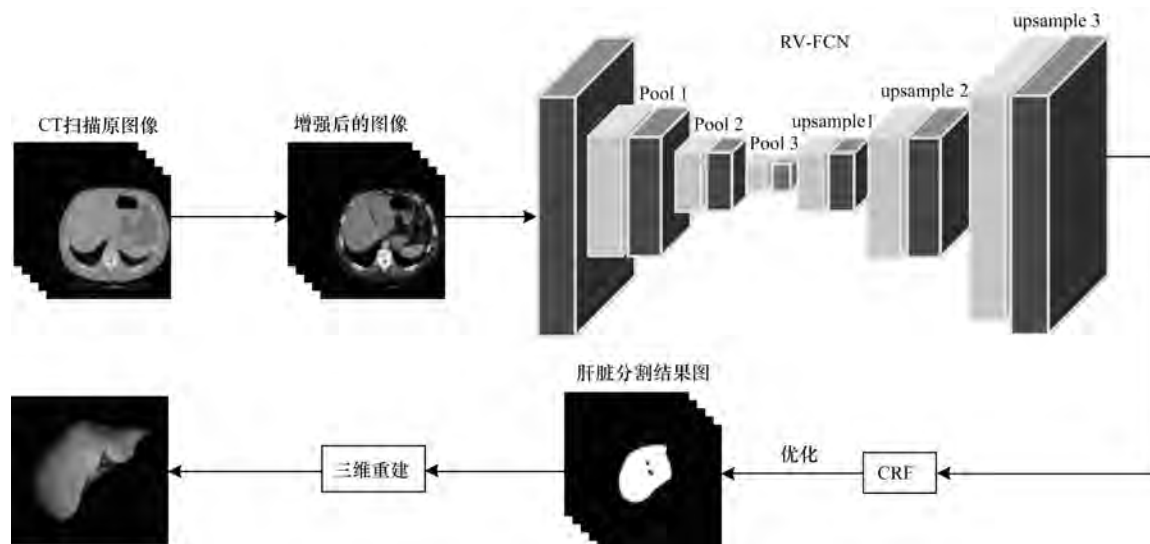 upsample 3
RV-FCN
Pool 1
upsample 2
CT扫描原图像
增强后的图像
Pool 2
upsample1
Pool 3
肝脏分割结果图
三维重建
优化
CRF